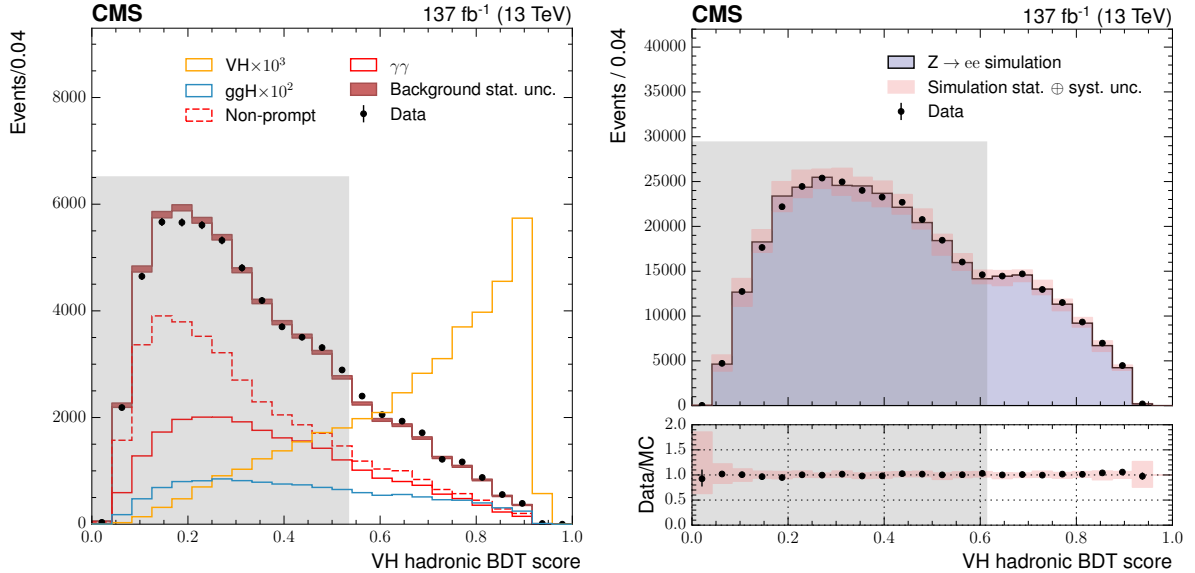 CMS 137 fb⁻¹ (13 TeV)
Events/0.04
VH×10³
ggH×10²
Non-prompt
γγ
Background stat. unc.
Data
8000
6000
4000
2000
0
0.0 0.2 0.4 0.6 0.8 1.0
VH hadronic BDT score
CMS 137 fb⁻¹ (13 TeV)
Events / 0.04
Z → ee simulation
Simulation stat. ⊕ syst. unc.
Data
40000
35000
30000
25000
20000
15000
10000
5000
0
Data/MC
2.0
1.5
1.0
0.5
0.0
0.0 0.2 0.4 0.6 0.8 1.0
VH hadronic BDT score